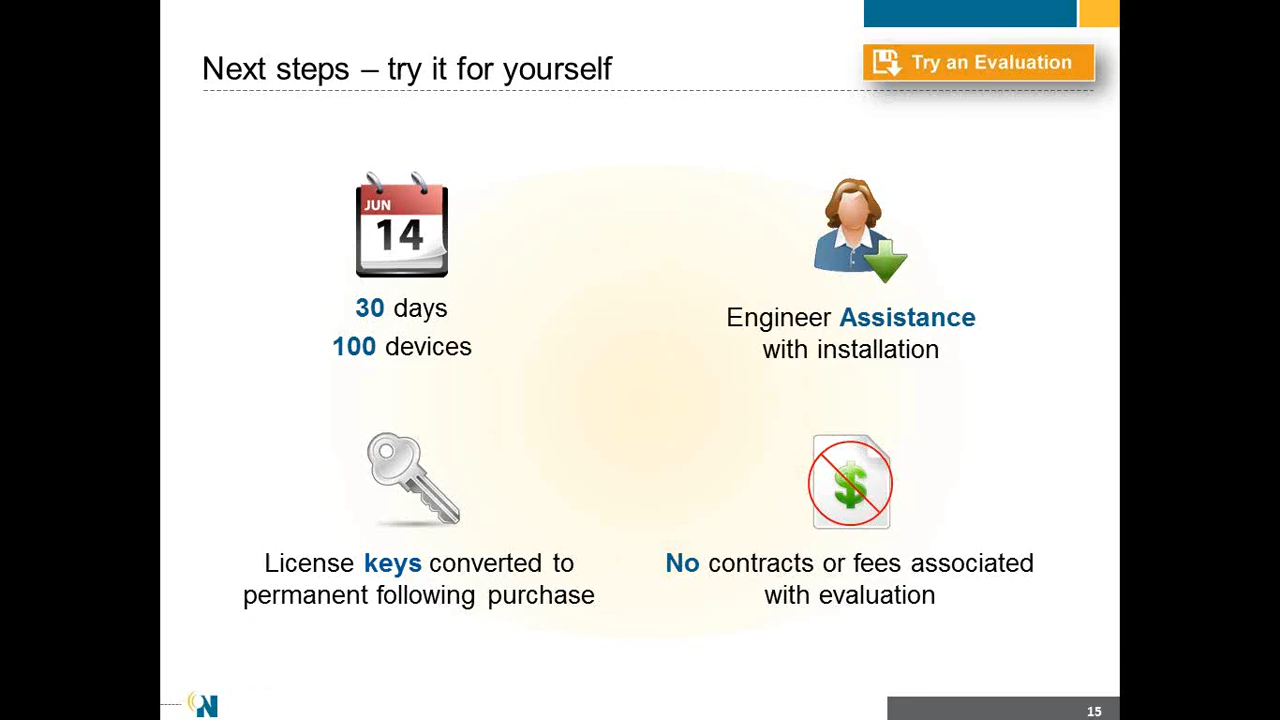 Next steps – try it for yourself
Try an Evaluation
JUN
14
30 days
100 devices
Engineer Assistance
with installation
$
License keys converted to
permanent following purchase
No contracts or fees associated
with evaluation
N
15